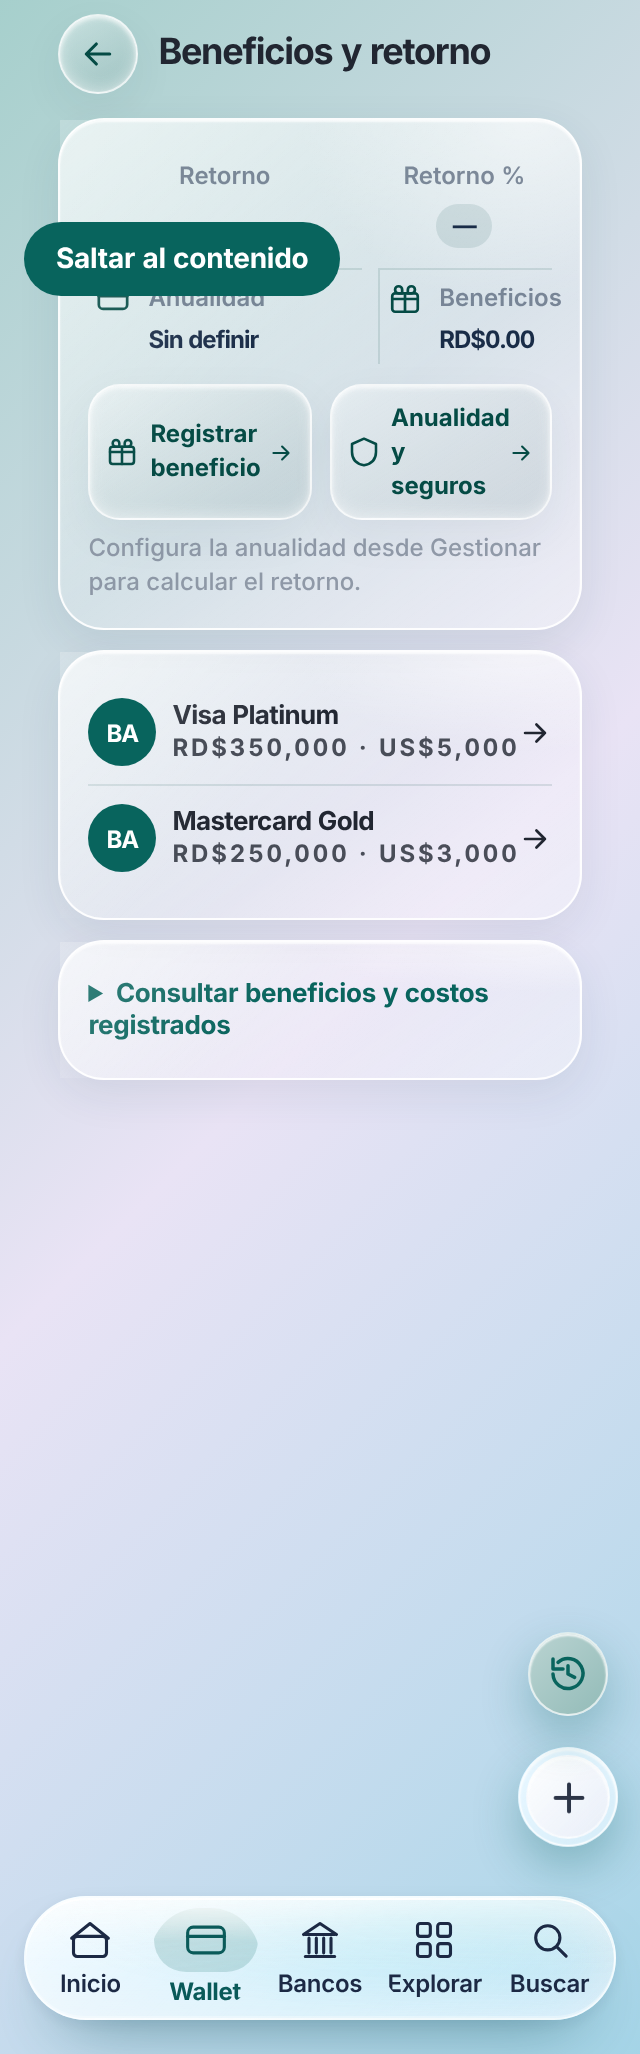 Beneficios y retorno
Retorno
Retorno %
—
Saltar al contenido
Anualidad
Beneficios
Sin definir
RD$0.00
Registrar
beneficio
Anualidad
y
seguros
Configura la anualidad desde Gestionar
para calcular el retorno.
BA
Visa Platinum
RD$350,000 · US$5,000
BA
Mastercard Gold
RD$250,000 · US$3,000
Consultar beneficios y costos
registrados
Inicio
Wallet
Bancos
Explorar
Buscar